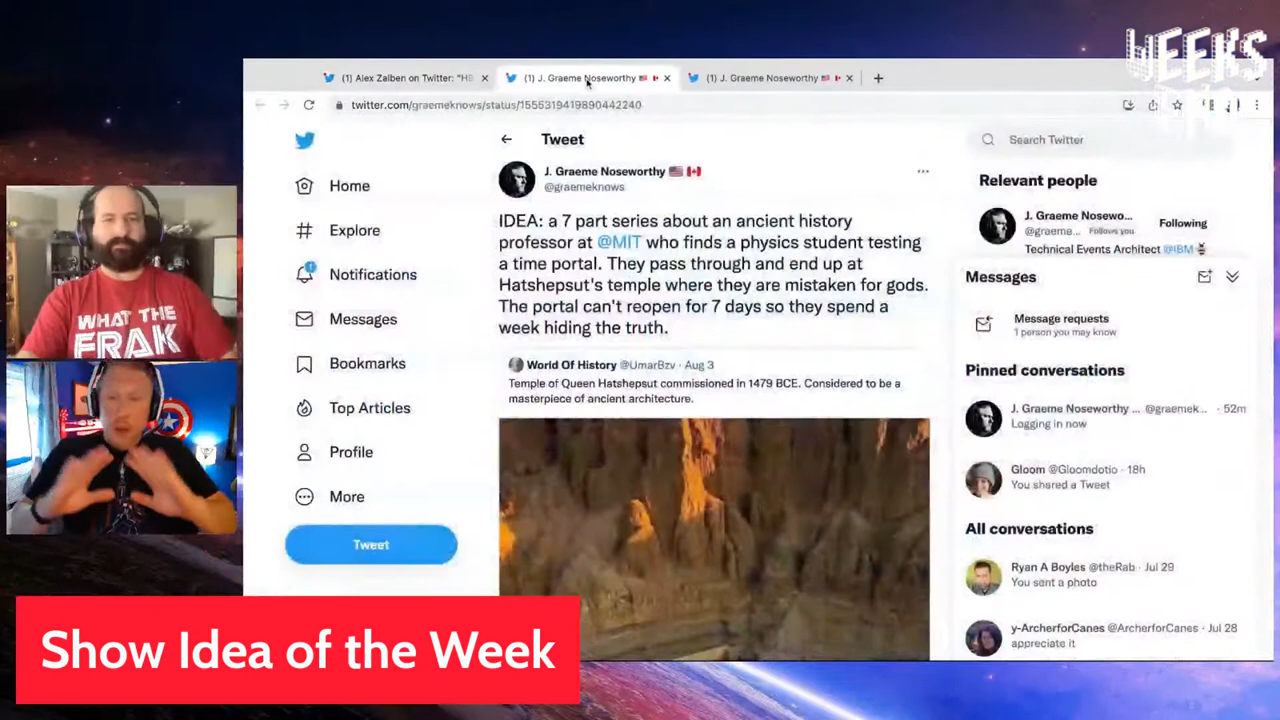 WEEKS
(1) Alex Zalben on Twitter: "HB
(1) J. Graeme Noseworthy
(1) J. Graeme Noseworthy
twitter.com/graemeknows/status/1555319419890442240
Home
Explore
Notifications
Messages
Bookmarks
Top Articles
Profile
More
Tweet
Tweet
J. Graeme Noseworthy 🇺🇸 🇨🇦
@graemeknows
IDEA: a 7 part series about an ancient history
professor at @MIT who finds a physics student testing
a time portal. They pass through and end up at
Hatshepsut's temple where they are mistaken for gods.
The portal can't reopen for 7 days so they spend a
week hiding the truth.
World Of History @UmarBzv · Aug 3
Temple of Queen Hatshepsut commissioned in 1479 BCE. Considered to be a
masterpiece of ancient architecture.
Search Twitter
Relevant people
J. Graeme Nosewo...
@graeme... Follows you
Following
Technical Events Architect @IBM
Messages
Message requests
1 person you may know
Pinned conversations
J. Graeme Noseworthy ... @graemek... · 52m
Logging in now
Gloom @Gloomdotio · 18h
You shared a Tweet
All conversations
Ryan A Boyles @theRab · Jul 29
You sent a photo
y-ArcherforCanes @ArcherforCanes · Jul 28
appreciate it
WHAT THE
FRAK
Show Idea of the Week